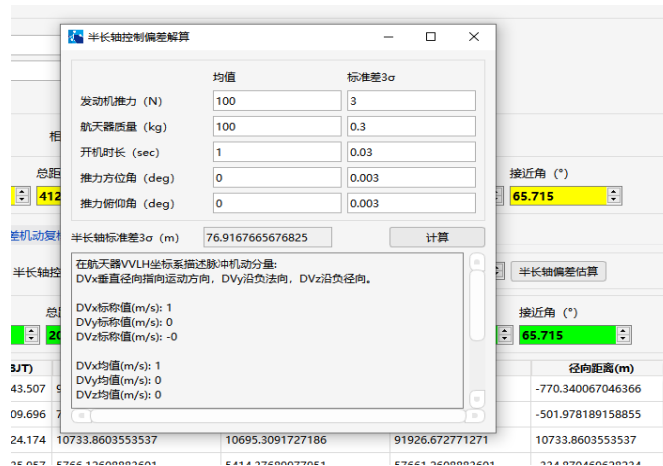 半长轴控制偏差解算
均值 标准差3σ
发动机推力（N） 100 3
航天器质量（kg） 100 0.3
开机时长（sec） 1 0.03
推力方位角（deg） 0 0.003
推力俯仰角（deg） 0 0.003
半长轴标准差3σ（m） 76.9167665676825 计算
在航天器VVLH坐标系描述脉冲机动分量:
DVx垂直径向指向运动方向，DVy沿负法向，DVz沿负径向。
DVx标称值(m/s): 1
DVy标称值(m/s): 0
DVz标称值(m/s): -0
DVx均值(m/s): 1
DVy均值(m/s): 0
DVz均值(m/s): 0
接近角（°）
412 65.715
半长轴控 半长轴偏差估算
接近角（°）
20 65.715
BJT) 径向距离(m)
43.507 -770.340067046366
09.696 -501.978189158855
24.174 10733.8603553537 10695.3091727186 91926.672771271 10733.8603553537